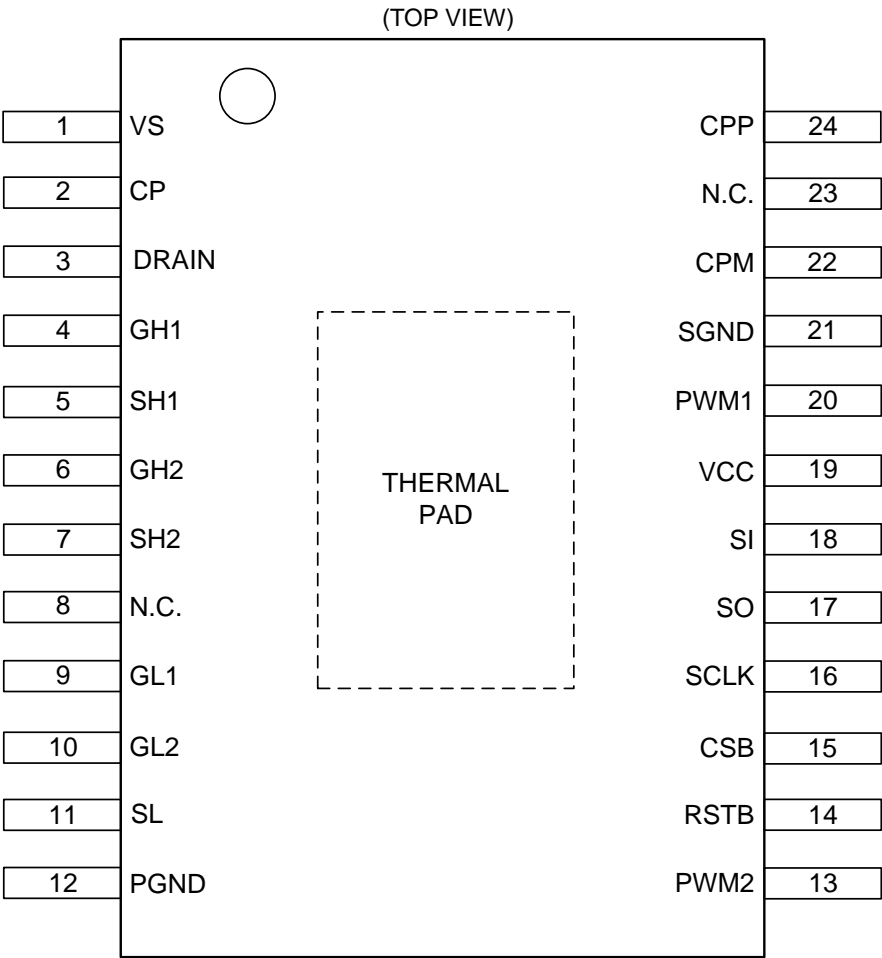 (TOP VIEW)
1 VS CPP 24
2 CP N.C. 23
3 DRAIN CPM 22
4 GH1 SGND 21
5 SH1 PWM1 20
6 GH2 VCC 19
THERMAL
PAD
7 SH2 SI 18
8 N.C. SO 17
9 GL1 SCLK 16
10 GL2 CSB 15
11 SL RSTB 14
12 PGND PWM2 13